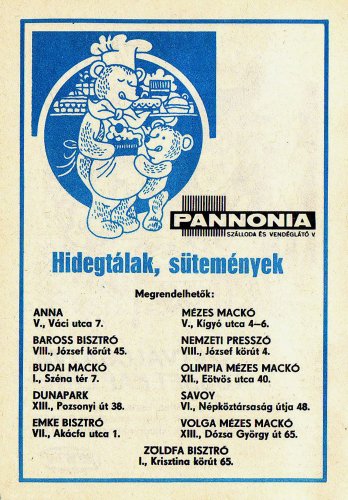 PANNONIA
SZÁLLODA ÉS VENDÉGLÁTÓ V.
Hidegtálak, sütemények
Megrendelhetők:
ANNA
V., Váci utca 7.
BAROSS BISZTRÓ
VIII., József körút 45.
BUDAI MACKÓ
I., Széna tér 7.
DUNAPARK
XIII., Pozsonyi út 38.
EMKE BISZTRÓ
VII., Akácfa utca 1.
MÉZES MACKÓ
V., Kígyó utca 4–6.
NEMZETI PRESSZÓ
VIII., József körút 4.
OLIMPIA MÉZES MACKÓ
XII., Eötvös utca 40.
SAVOY
VI., Népköztársaság útja 48.
VOLGA MÉZES MACKÓ
XIII., Dózsa György út 65.
ZÖLDFA BISZTRÓ
I., Krisztina körút 65.